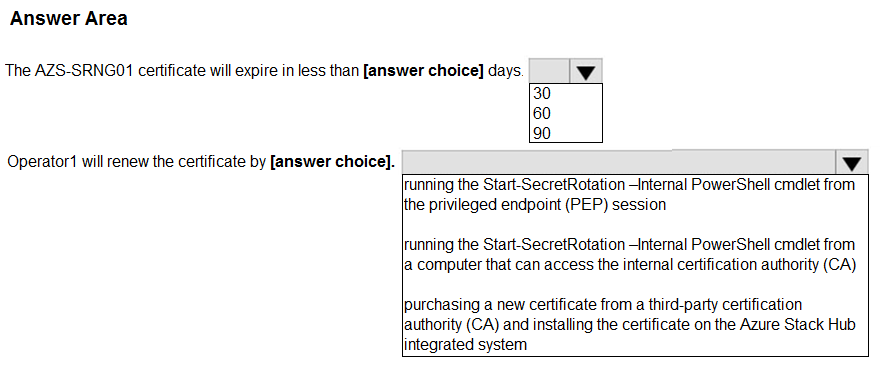 Answer Area
The AZS-SRNG01 certificate will expire in less than [answer choice] days.
30
60
90
Operator1 will renew the certificate by [answer choice].
running the Start-SecretRotation –Internal PowerShell cmdlet from
the privileged endpoint (PEP) session
running the Start-SecretRotation –Internal PowerShell cmdlet from
a computer that can access the internal certification authority (CA)
purchasing a new certificate from a third-party certification
authority (CA) and installing the certificate on the Azure Stack Hub
integrated system